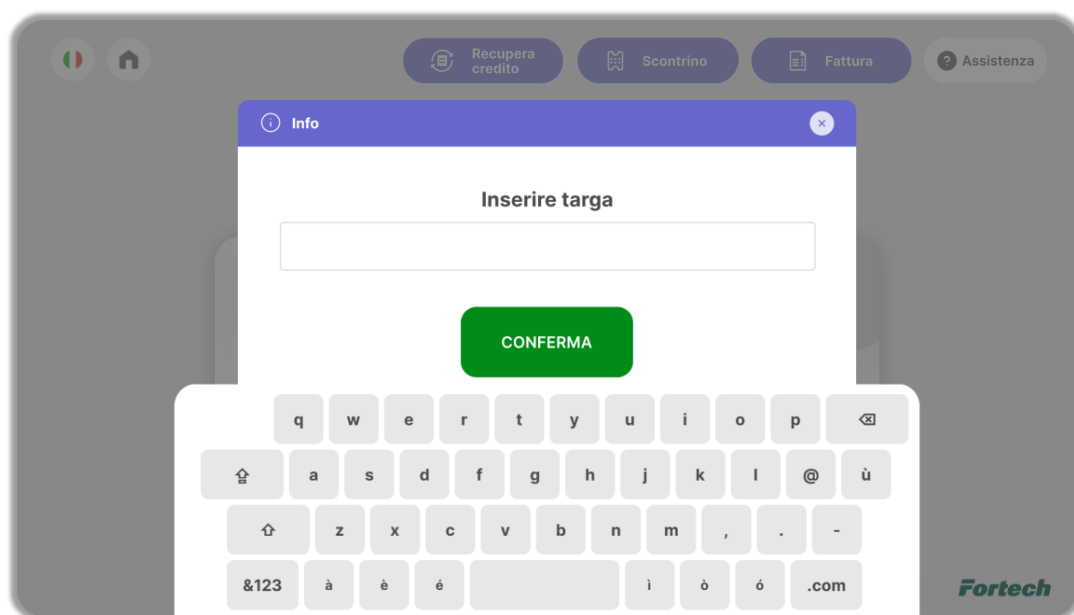 Recupera
credito
Scontrino
Fattura
? Assistenza
Info
Inserire targa
CONFERMA
q w e r t y u i o p
a s d f g h j k l @ ù
z x c v b n m , . -
&123 à è é ì ò ó .com
Fortech